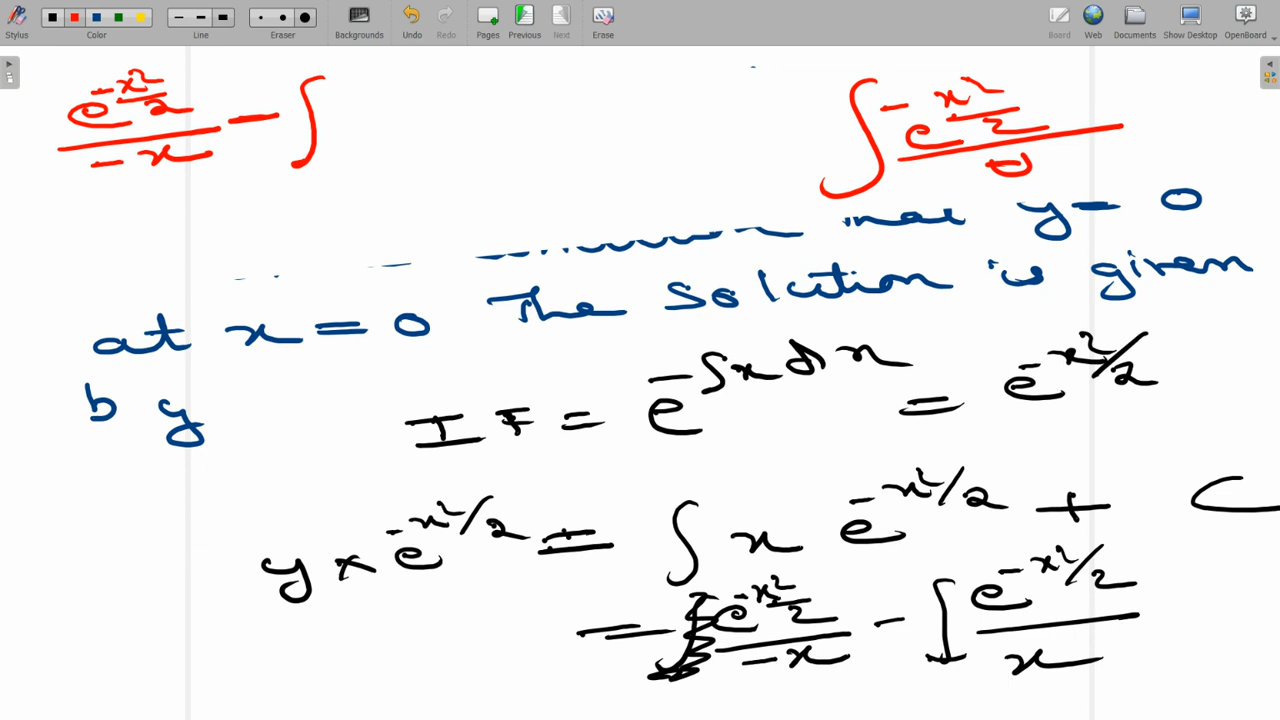 Stylus Color Line Eraser Backgrounds Undo Redo Pages Previous Next Erase Board Web Documents Show Desktop OpenBoard
e^{-x²/2} / -x - ∫
∫ e^{-x²/2} / 0
y = 0
at x = 0 The solution is given
by
IF = e^{-∫x dx} = e^{-x²/2}
y × e^{-x²/2} = ∫ x e^{-x²/2} + C
= e^{-x²/2} / -x - ∫ e^{-x²/2} / x